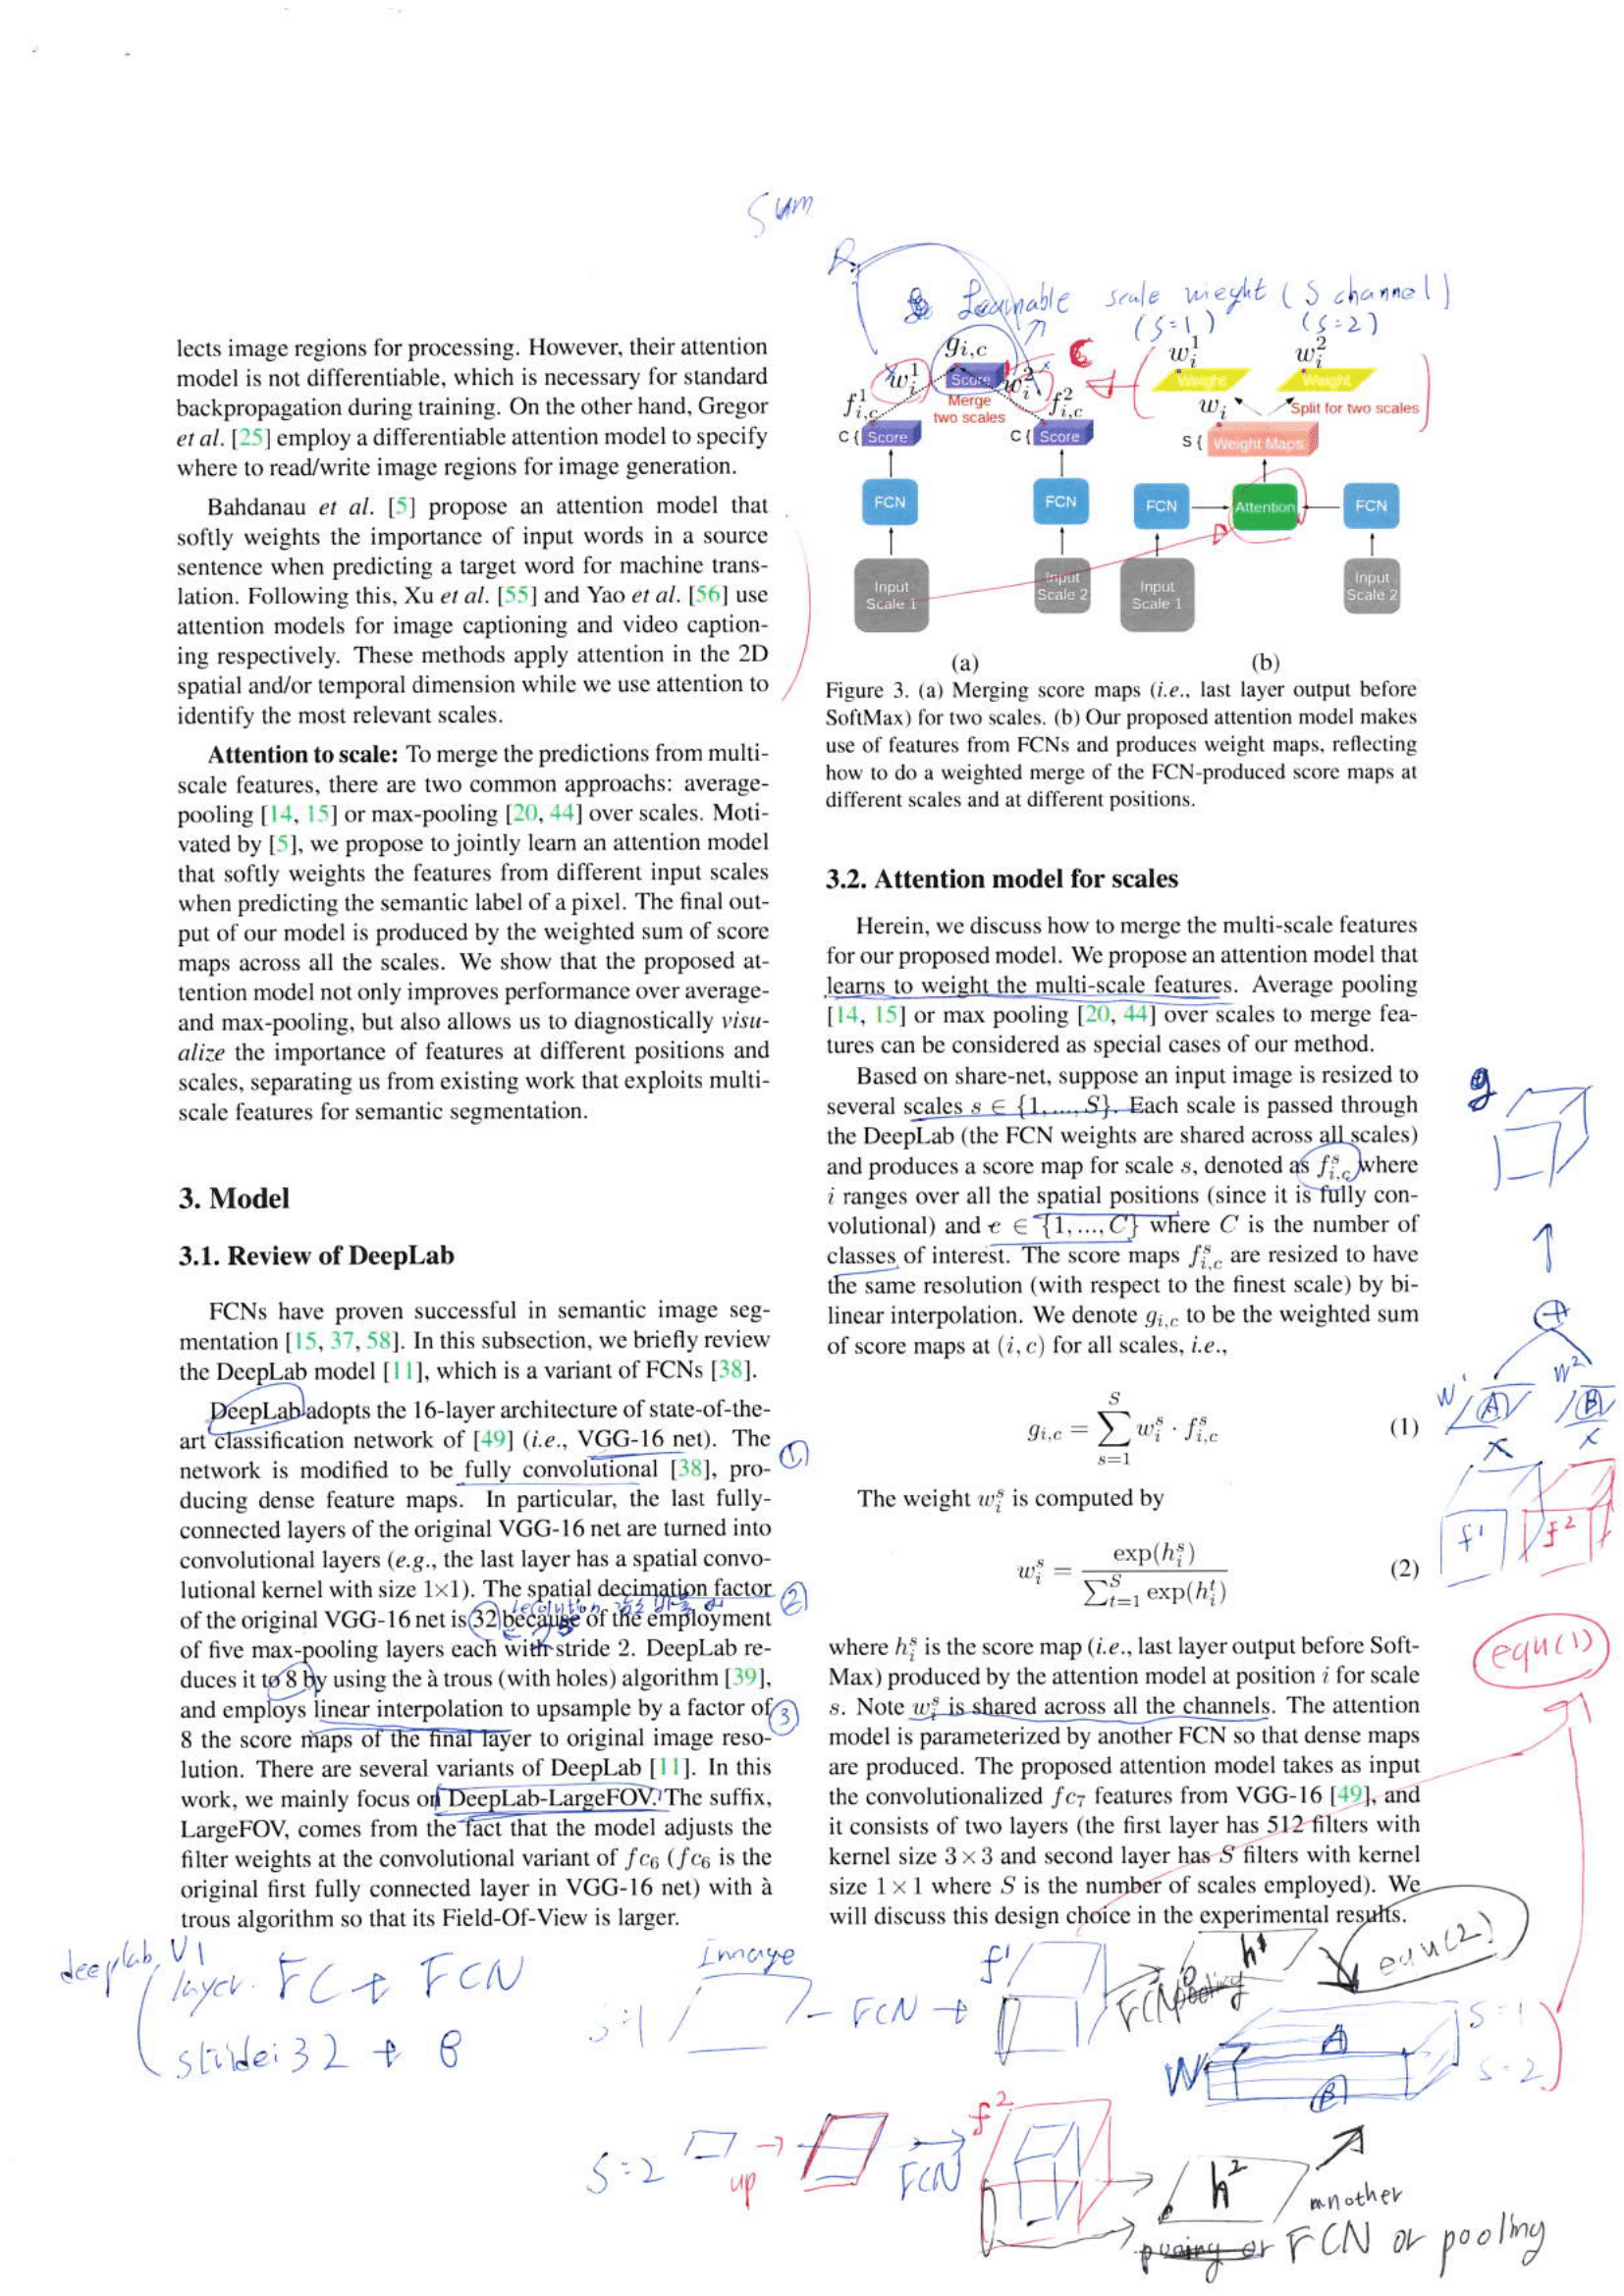 Sum
Learnable scale wieght (S channel)
(S=1) (S=2)
g_{i,c}
w_i^1 w_i^2
w_i^1 Score w_i^2
Weight Weight
f_{i,c}^1 Merge f_{i,c}^2
two scales
w_i Split for two scales
C{ Score C{ Score S{ Weight Maps
FCN FCN FCN Attention FCN
Input Scale 1 Input Scale 2 Input Scale 1 Input Scale 2
(a) (b)
lects image regions for processing. However, their attention
model is not differentiable, which is necessary for standard
backpropagation during training. On the other hand, Gregor
et al. [25] employ a differentiable attention model to specify
where to read/write image regions for image generation.
Bahdanau et al. [5] propose an attention model that
softly weights the importance of input words in a source
sentence when predicting a target word for machine trans-
lation. Following this, Xu et al. [55] and Yao et al. [56] use
attention models for image captioning and video caption-
ing respectively. These methods apply attention in the 2D
spatial and/or temporal dimension while we use attention to
identify the most relevant scales.
Attention to scale: To merge the predictions from multi-
scale features, there are two common approachs: average-
pooling [14, 15] or max-pooling [20, 44] over scales. Moti-
vated by [5], we propose to jointly learn an attention model
that softly weights the features from different input scales
when predicting the semantic label of a pixel. The final out-
put of our model is produced by the weighted sum of score
maps across all the scales. We show that the proposed at-
tention model not only improves performance over average-
and max-pooling, but also allows us to diagnostically visu-
alize the importance of features at different positions and
scales, separating us from existing work that exploits multi-
scale features for semantic segmentation.
3. Model
3.1. Review of DeepLab
FCNs have proven successful in semantic image seg-
mentation [15, 37, 58]. In this subsection, we briefly review
the DeepLab model [11], which is a variant of FCNs [38].
DeepLab adopts the 16-layer architecture of state-of-the-
art classification network of [49] (i.e., VGG-16 net). The
network is modified to be fully convolutional [38], pro- ①
ducing dense feature maps. In particular, the last fully-
connected layers of the original VGG-16 net are turned into
convolutional layers (e.g., the last layer has a spatial convo-
lutional kernel with size 1×1). The spatial decimation factor ②
resolution
of the original VGG-16 net is 32 because of the employment
of five max-pooling layers each with stride 2. DeepLab re-
duces it to 8 by using the à trous (with holes) algorithm [39],
and employs linear interpolation to upsample by a factor of ③
8 the score maps of the final layer to original image reso-
lution. There are several variants of DeepLab [11]. In this
work, we mainly focus on DeepLab-LargeFOV. The suffix,
LargeFOV, comes from the fact that the model adjusts the
filter weights at the convolutional variant of fc₆ (fc₆ is the
original first fully connected layer in VGG-16 net) with à
trous algorithm so that its Field-Of-View is larger.
Figure 3. (a) Merging score maps (i.e., last layer output before
SoftMax) for two scales. (b) Our proposed attention model makes
use of features from FCNs and produces weight maps, reflecting
how to do a weighted merge of the FCN-produced score maps at
different scales and at different positions.
3.2. Attention model for scales
Herein, we discuss how to merge the multi-scale features
for our proposed model. We propose an attention model that
learns to weight the multi-scale features. Average pooling
[14, 15] or max pooling [20, 44] over scales to merge fea-
tures can be considered as special cases of our method.
Based on share-net, suppose an input image is resized to
several scales s ∈ {1, ..., S}. Each scale is passed through
the DeepLab (the FCN weights are shared across all scales)
and produces a score map for scale s, denoted as f_{i,c}^s where
i ranges over all the spatial positions (since it is fully con-
volutional) and c ∈ {1, ..., C} where C is the number of
classes of interest. The score maps f_{i,c}^s are resized to have
the same resolution (with respect to the finest scale) by bi-
linear interpolation. We denote g_{i,c} to be the weighted sum
of score maps at (i, c) for all scales, i.e.,
g_{i,c} = \sum_{s=1}^{S} w_i^s · f_{i,c}^s (1)
The weight w_i^s is computed by
w_i^s = \frac{exp(h_i^s)}{\sum_{t=1}^{S} exp(h_i^t)} (2)
where h_i^s is the score map (i.e., last layer output before Soft-
Max) produced by the attention model at position i for scale
s. Note w_i^s is shared across all the channels. The attention
model is parameterized by another FCN so that dense maps
are produced. The proposed attention model takes as input
the convolutionalized fc₇ features from VGG-16 [49], and
it consists of two layers (the first layer has 512 filters with
kernel size 3 × 3 and second layer has S filters with kernel
size 1 × 1 where S is the number of scales employed). We
will discuss this design choice in the experimental results.
g
w¹ A w² B
x x
f¹ f²
equ(1)
deeplab V1
layer. FC → FCN
stride: 32 → 8
Image f¹ h¹ equ(2)
S=1 FCN → FCN pooling
W A S=1
B S=2
S=2 up FCN f² h²
another
FCN or pooling